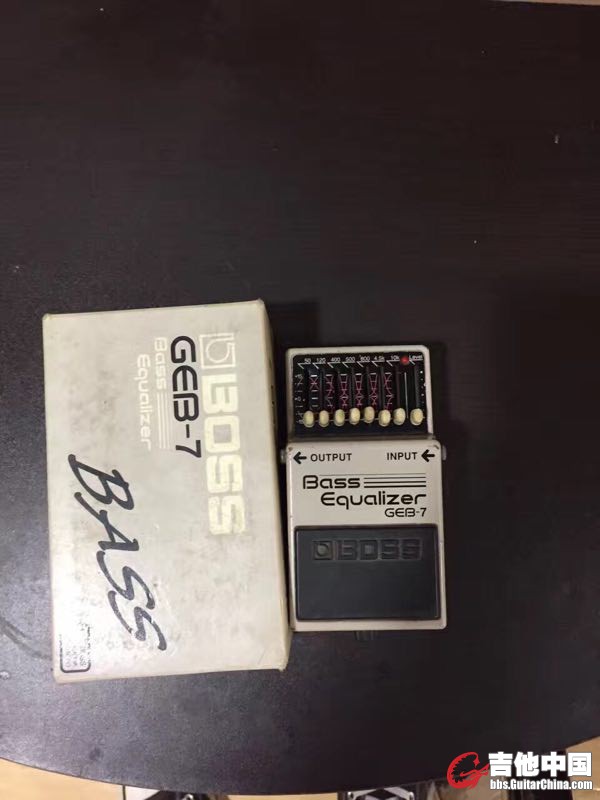 BOSS
GEB-7
Bass
Equalizer
BASS
50 120 400 500 800 4.5k 10k Level
OUTPUT INPUT
Bass
Equalizer
GEB-7
BOSS
吉他中国
bbs.GuitarChina.com